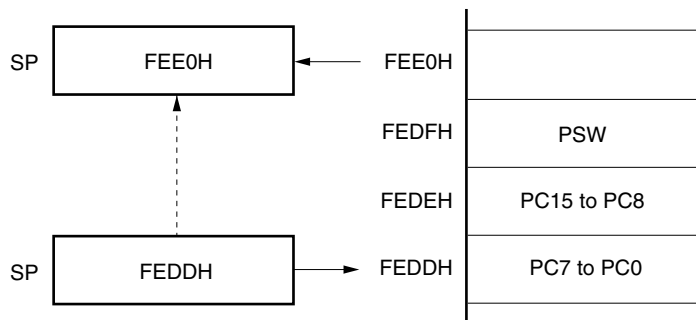 SP FEE0H FEE0H
FEDFH PSW
FEDEH PC15 to PC8
SP FEDDH FEDDH PC7 to PC0